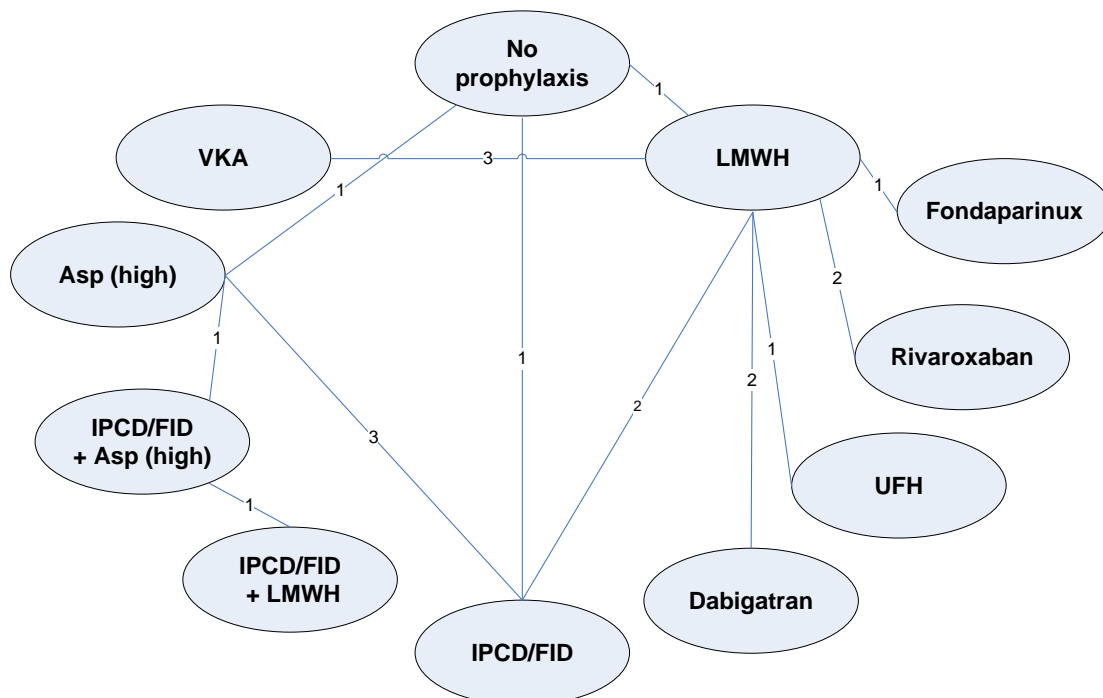 No
prophylaxis
1
VKA
3
LMWH
1
1
Fondaparinux
Asp (high)
2
1
1
1
2
Rivaroxaban
2
IPCD/FID
+ Asp (high)
3
UFH
1
IPCD/FID
+ LMWH
Dabigatran
IPCD/FID